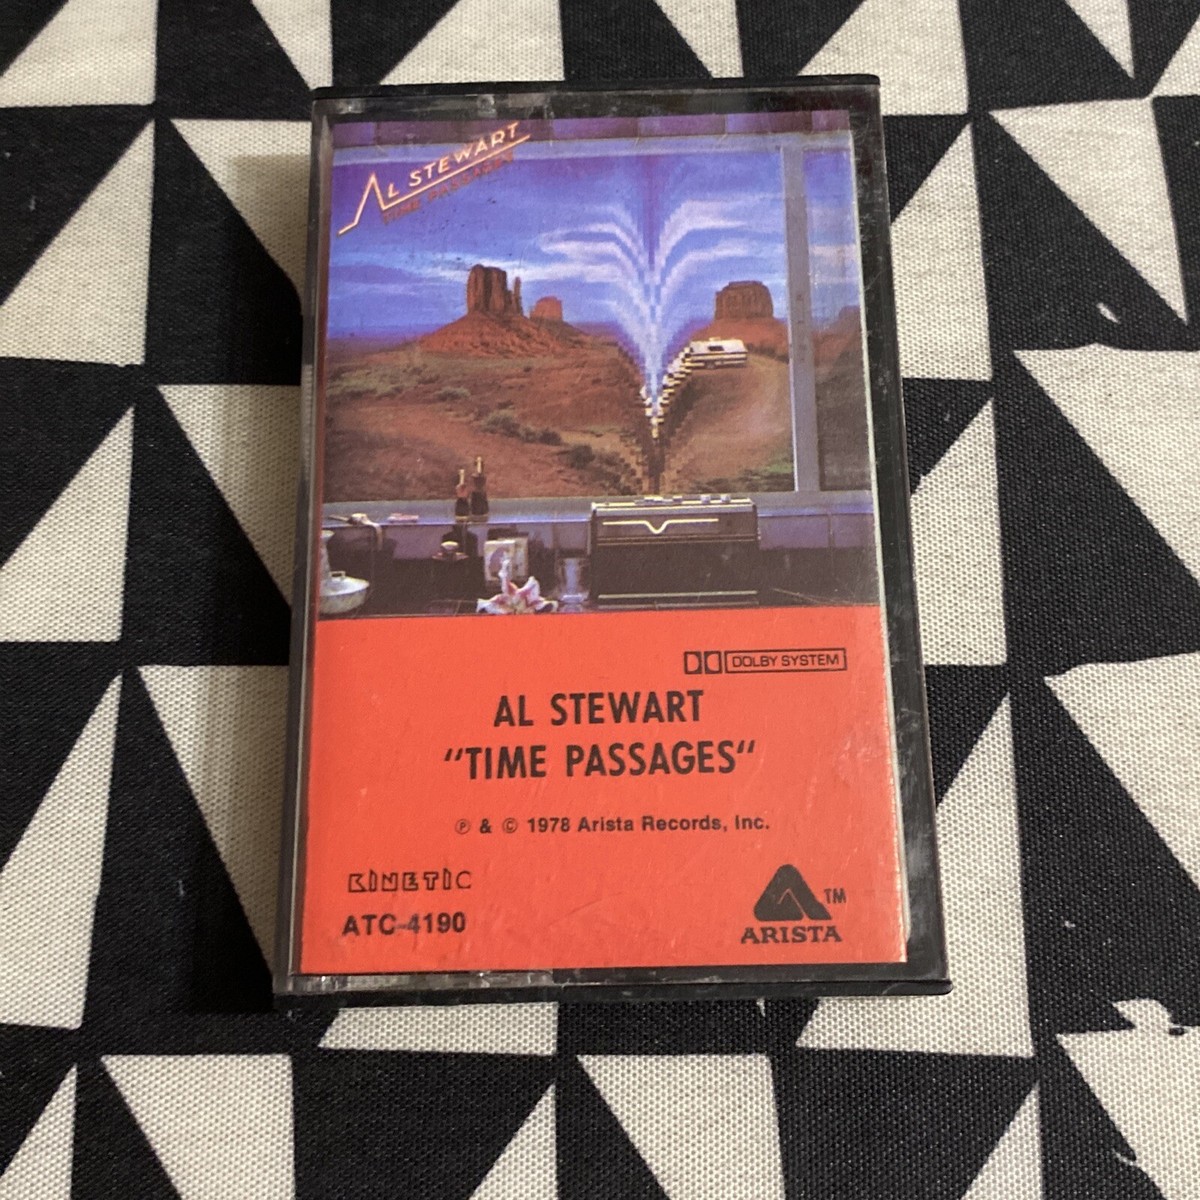 AL STEWART
TIME PASSAGES
DOLBY SYSTEM
AL STEWART
"TIME PASSAGES"
℗ & © 1978 Arista Records, Inc.
KINETIC
ATC-4190
TM
ARISTA